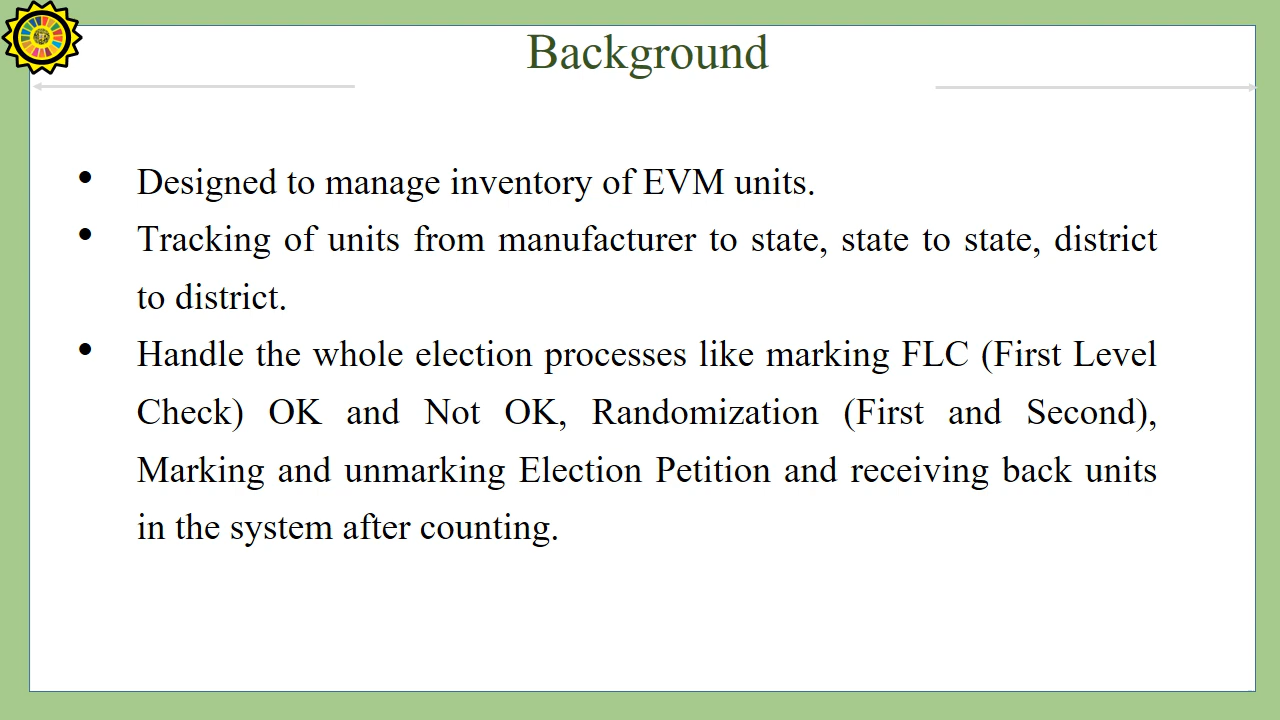 Background
• Designed to manage inventory of EVM units.
• Tracking of units from manufacturer to state, state to state, district
to district.
• Handle the whole election processes like marking FLC (First Level
Check) OK and Not OK, Randomization (First and Second),
Marking and unmarking Election Petition and receiving back units
in the system after counting.